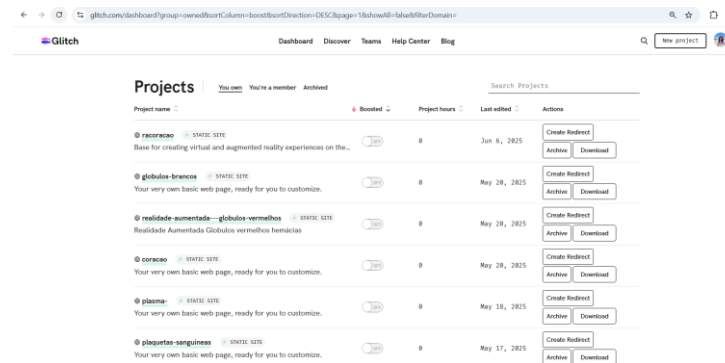 glitch.com/dashboard?group=owned&sortColumn=boost&sortDirection=DESC&page=1&showAll=false&filterDomain=
Glitch
Dashboard Discover Teams Help Center Blog
New project
Projects
You own You're a member Archived
Search Projects
Project name Boosted Project hours Last edited Actions
racoracao STATIC SITE
Base for creating virtual and augmented reality experiences on the...
OFF 0 Jun 6, 2025
Create Redirect
Archive Download
globulos-brancos STATIC SITE
Your very own basic web page, ready for you to customize.
OFF 0 May 20, 2025
Create Redirect
Archive Download
realidade-aumentada---globulos-vermelhos STATIC SITE
Realidade Aumentada Globulos vermelhos hemácias
OFF 0 May 20, 2025
Create Redirect
Archive Download
coracao STATIC SITE
Your very own basic web page, ready for you to customize.
OFF 0 May 20, 2025
Create Redirect
Archive Download
plasma- STATIC SITE
Your very own basic web page, ready for you to customize.
OFF 0 May 18, 2025
Create Redirect
Archive Download
plaquetas-sanguineas STATIC SITE
Your very own basic web page, ready for you to customize.
OFF 0 May 17, 2025
Create Redirect
Archive Download